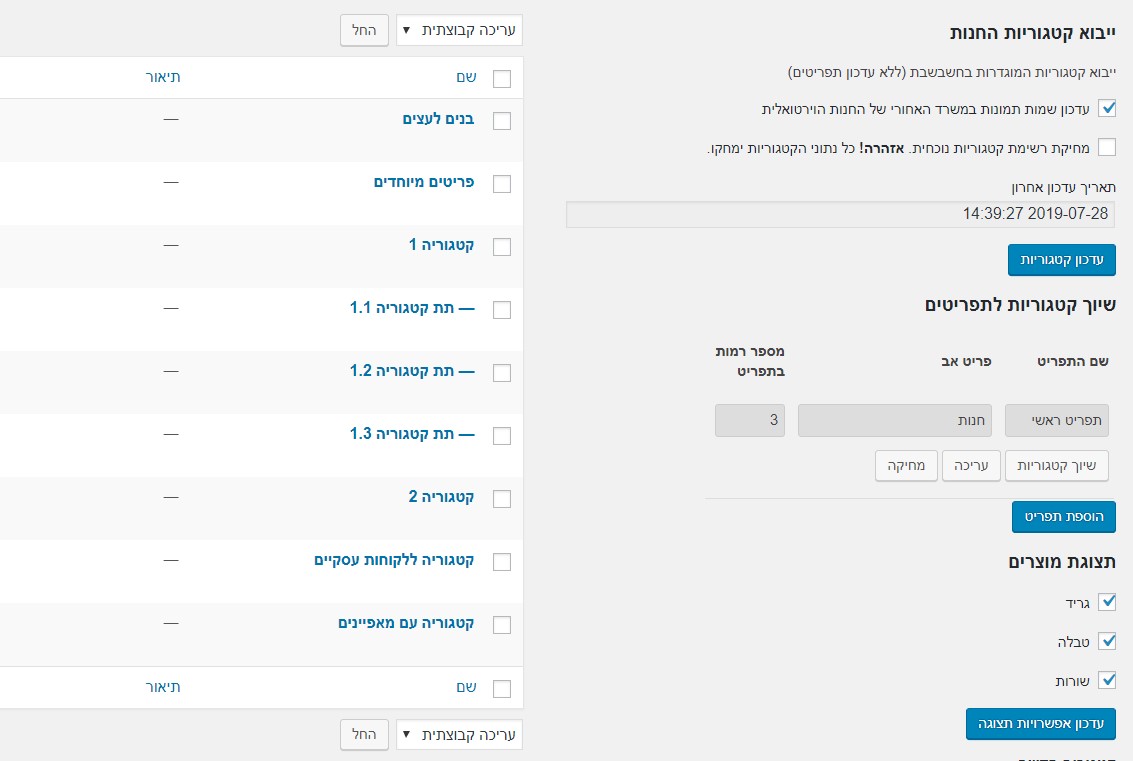 ייבוא קטגוריות החנות
ייבוא קטגוריות המוגדרות בחשבשבת (ללא עדכון תפריטים)
עדכון שמות תמונות במשרד האחורי של החנות הוירטואלית
מחיקת רשימת קטגוריות נוכחית. אזהרה! כל נתוני הקטגוריות ימחקו.
תאריך עדכון אחרון
2019-07-28 14:39:27
עדכון קטגוריות
שיוך קטגוריות לתפריטים
שם התפריט פריט אב מספר רמות
בתפריט
תפריט ראשי חנות 3
שיוך קטגוריות עריכה מחיקה
הוספת תפריט
תצוגת מוצרים
גריד
טבלה
שורות
עדכון אפשרויות תצוגה
עריכה קבוצתית החל
שם תיאור
בנים לעצים —
פריטים מיוחדים —
קטגוריה 1 —
— תת קטגוריה 1.1 —
— תת קטגוריה 1.2 —
— תת קטגוריה 1.3 —
קטגוריה 2 —
קטגוריה ללקוחות עסקיים —
קטגוריה עם מאפיינים —
שם תיאור
עריכה קבוצתית החל